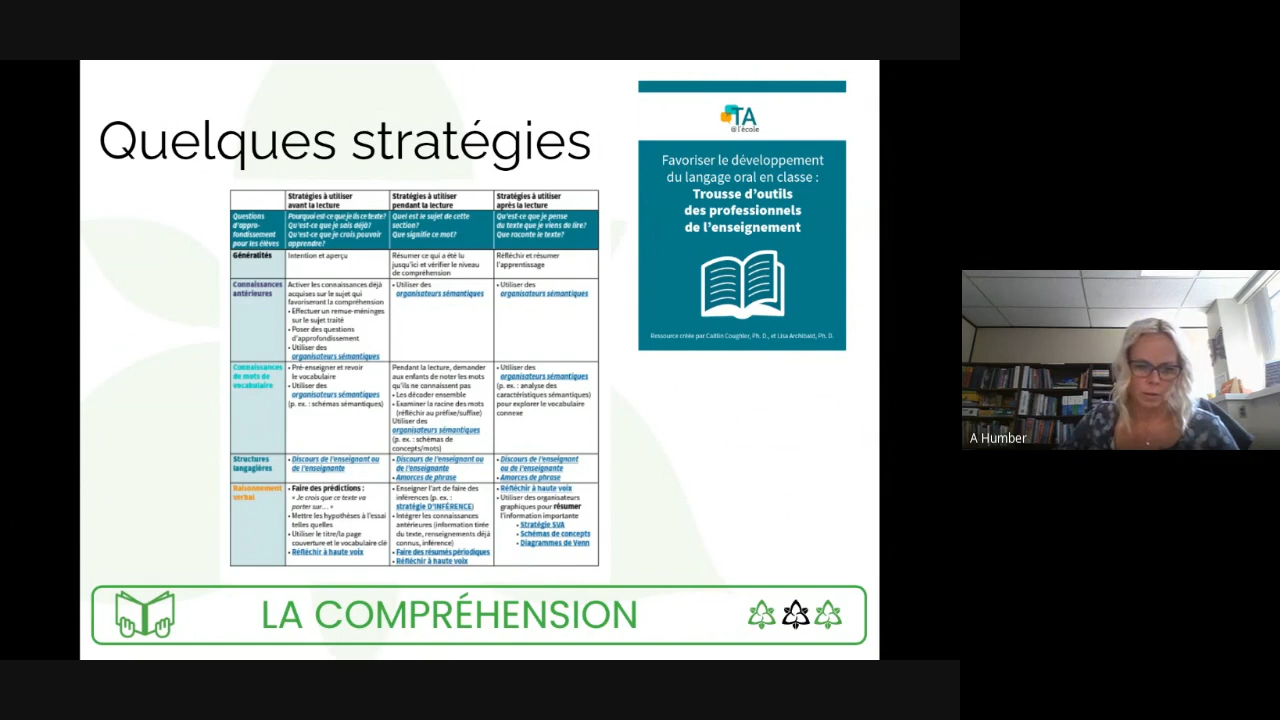 Quelques stratégies
Stratégies à utiliser
avant la lecture
Stratégies à utiliser
pendant la lecture
Stratégies à utiliser
après la lecture
Questions
d'appro-
fondissement
pour les élèves
Pourquoi est-ce que je lis ce texte?
Qu'est-ce que je sais déjà?
Qu'est-ce que je crois pouvoir
apprendre?
Quel est le sujet de cette
section?
Que signifie ce mot?
Qu'est-ce que je pense
du texte que je viens de lire?
Que raconte le texte?
Généralités
Intention et aperçu
Résumer ce qui a été lu
jusqu'ici et vérifier le niveau
de compréhension
Réfléchir et résumer
l'apprentissage
Connaissances
antérieures
Activer les connaissances déjà
acquises sur le sujet qui
favoriseront la compréhension
• Effectuer un remue-méninges
sur le sujet traité
• Poser des questions
d'approfondissement
• Utiliser des
organisateurs sémantiques
• Utiliser des
organisateurs sémantiques
• Utiliser des
organisateurs sémantiques
Connaissances
de mots de
vocabulaire
• Pré-enseigner et revoir
le vocabulaire
• Utiliser des
organisateurs sémantiques
(p. ex. : schémas sémantiques)
Pendant la lecture, demander
aux enfants de noter les mots
qu'ils ne connaissent pas
• Les décoder ensemble
• Examiner la racine des mots
(réfléchir au préfixe/suffixe)
Utiliser des
organisateurs sémantiques
(p. ex. : schémas de
concepts/mots)
• Utiliser des
organisateurs sémantiques
(p. ex. : analyse des
caractéristiques sémantiques)
pour explorer le vocabulaire
connexe
Structures
langagières
• Discours de l'enseignant ou
de l'enseignante
• Discours de l'enseignant ou
de l'enseignante
• Amorces de phrase
• Discours de l'enseignant
ou de l'enseignante
• Amorces de phrase
Raisonnement
verbal
• Faire des prédictions :
« Je crois que ce texte va
porter sur... »
• Mettre les hypothèses à l'essai
telles quelles
• Utiliser le titre/la page
couverture et le vocabulaire clé
• Réfléchir à haute voix
• Enseigner l'art de faire des
inférences (p. ex. :
stratégie D'INFÉRENCE)
• Intégrer les connaissances
antérieures (information tirée
du texte, renseignements déjà
connus, inférence)
• Faire des résumés périodiques
• Réfléchir à haute voix
• Réfléchir à haute voix
• Utiliser des organisateurs
graphiques pour résumer
l'information importante
• Stratégie SVA
• Schémas de concepts
• Diagrammes de Venn
TA
@l'école
Favoriser le développement
du langage oral en classe :
Trousse d'outils
des professionnels
de l'enseignement
Ressource créée par Caitlin Coughler, Ph. D., et Lisa Archibald, Ph. D.
LA COMPRÉHENSION
A Humber